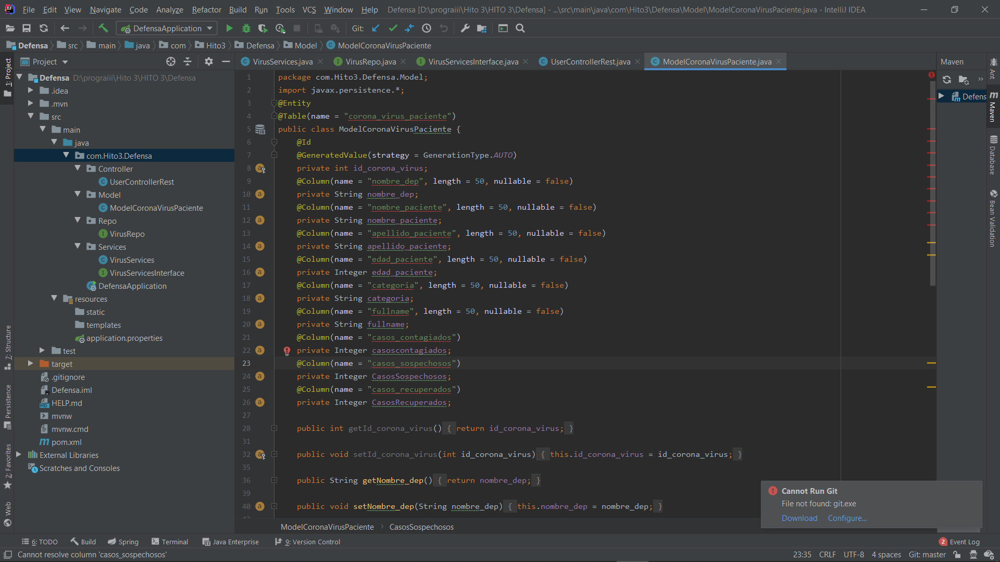 File Edit View Navigate Code Analyze Refactor Build Run Tools VCS Window Help Defensa [D:\prograiii\Hito 3\HITO 3\Defensa] - ...\src\main\java\com\Hito3\Defensa\Model\ModelCoronaVirusPaciente.java - IntelliJ IDEA
DefensaApplication Git:
Defensa src main java com Hito3 Defensa Model ModelCoronaVirusPaciente
Project
VirusServices.java VirusRepo.java VirusServicesInterface.java UserControllerRest.java ModelCoronaVirusPaciente.java
Maven
1: Project
7: Structure
Persistence
2: Favorites
Web
Defensa D:\prograiii\Hito 3\HITO 3\Defensa
.idea
.mvn
src
main
java
com.Hito3.Defensa
Controller
UserControllerRest
Model
ModelCoronaVirusPaciente
Repo
VirusRepo
Services
VirusServices
VirusServicesInterface
DefensaApplication
resources
static
templates
application.properties
test
target
.gitignore
Defensa.iml
HELP.md
mvnw
mvnw.cmd
pom.xml
External Libraries
Scratches and Consoles
1 package com.Hito3.Defensa.Model;
2 import javax.persistence.*;
3 @Entity
4 @Table(name = "corona_virus_paciente")
5 public class ModelCoronaVirusPaciente {
6 @Id
7 @GeneratedValue(strategy = GenerationType.AUTO)
8 private int id_corona_virus;
9 @Column(name = "nombre_dep", length = 50, nullable = false)
10 private String nombre_dep;
11 @Column(name = "nombre_paciente", length = 50, nullable = false)
12 private String nombre_paciente;
13 @Column(name = "apellido_paciente", length = 50, nullable = false)
14 private String apellido_paciente;
15 @Column(name = "edad_paciente", length = 50, nullable = false)
16 private Integer edad_paciente;
17 @Column(name = "categoria", length = 50, nullable = false)
18 private String categoria;
19 @Column(name = "fullname", length = 50, nullable = false)
20 private String fullname;
21 @Column(name = "casos_contagiados")
22 private Integer casoscontagiados;
23 @Column(name = "casos_sospechosos")
24 private Integer CasosSospechosos;
25 @Column(name = "casos_recuperados")
26 private Integer CasosRecuperados;
27
28 public int getId_corona_virus() { return id_corona_virus; }
31
32 public void setId_corona_virus(int id_corona_virus) { this.id_corona_virus = id_corona_virus; }
35
36 public String getNombre_dep() { return nombre_dep; }
39
40 public void setNombre_dep(String nombre_dep) { this.nombre_dep = nombre_dep; }
Defens
Ant
Maven
Database
Bean Validation
Cannot Run Git
File not found: git.exe
Download Configure...
ModelCoronaVirusPaciente CasosSospechosos
6: TODO Build Spring Terminal Java Enterprise 9: Version Control 2 Event Log
Cannot resolve column 'casos_sospechosos' 23:35 CRLF UTF-8 4 spaces Git: master